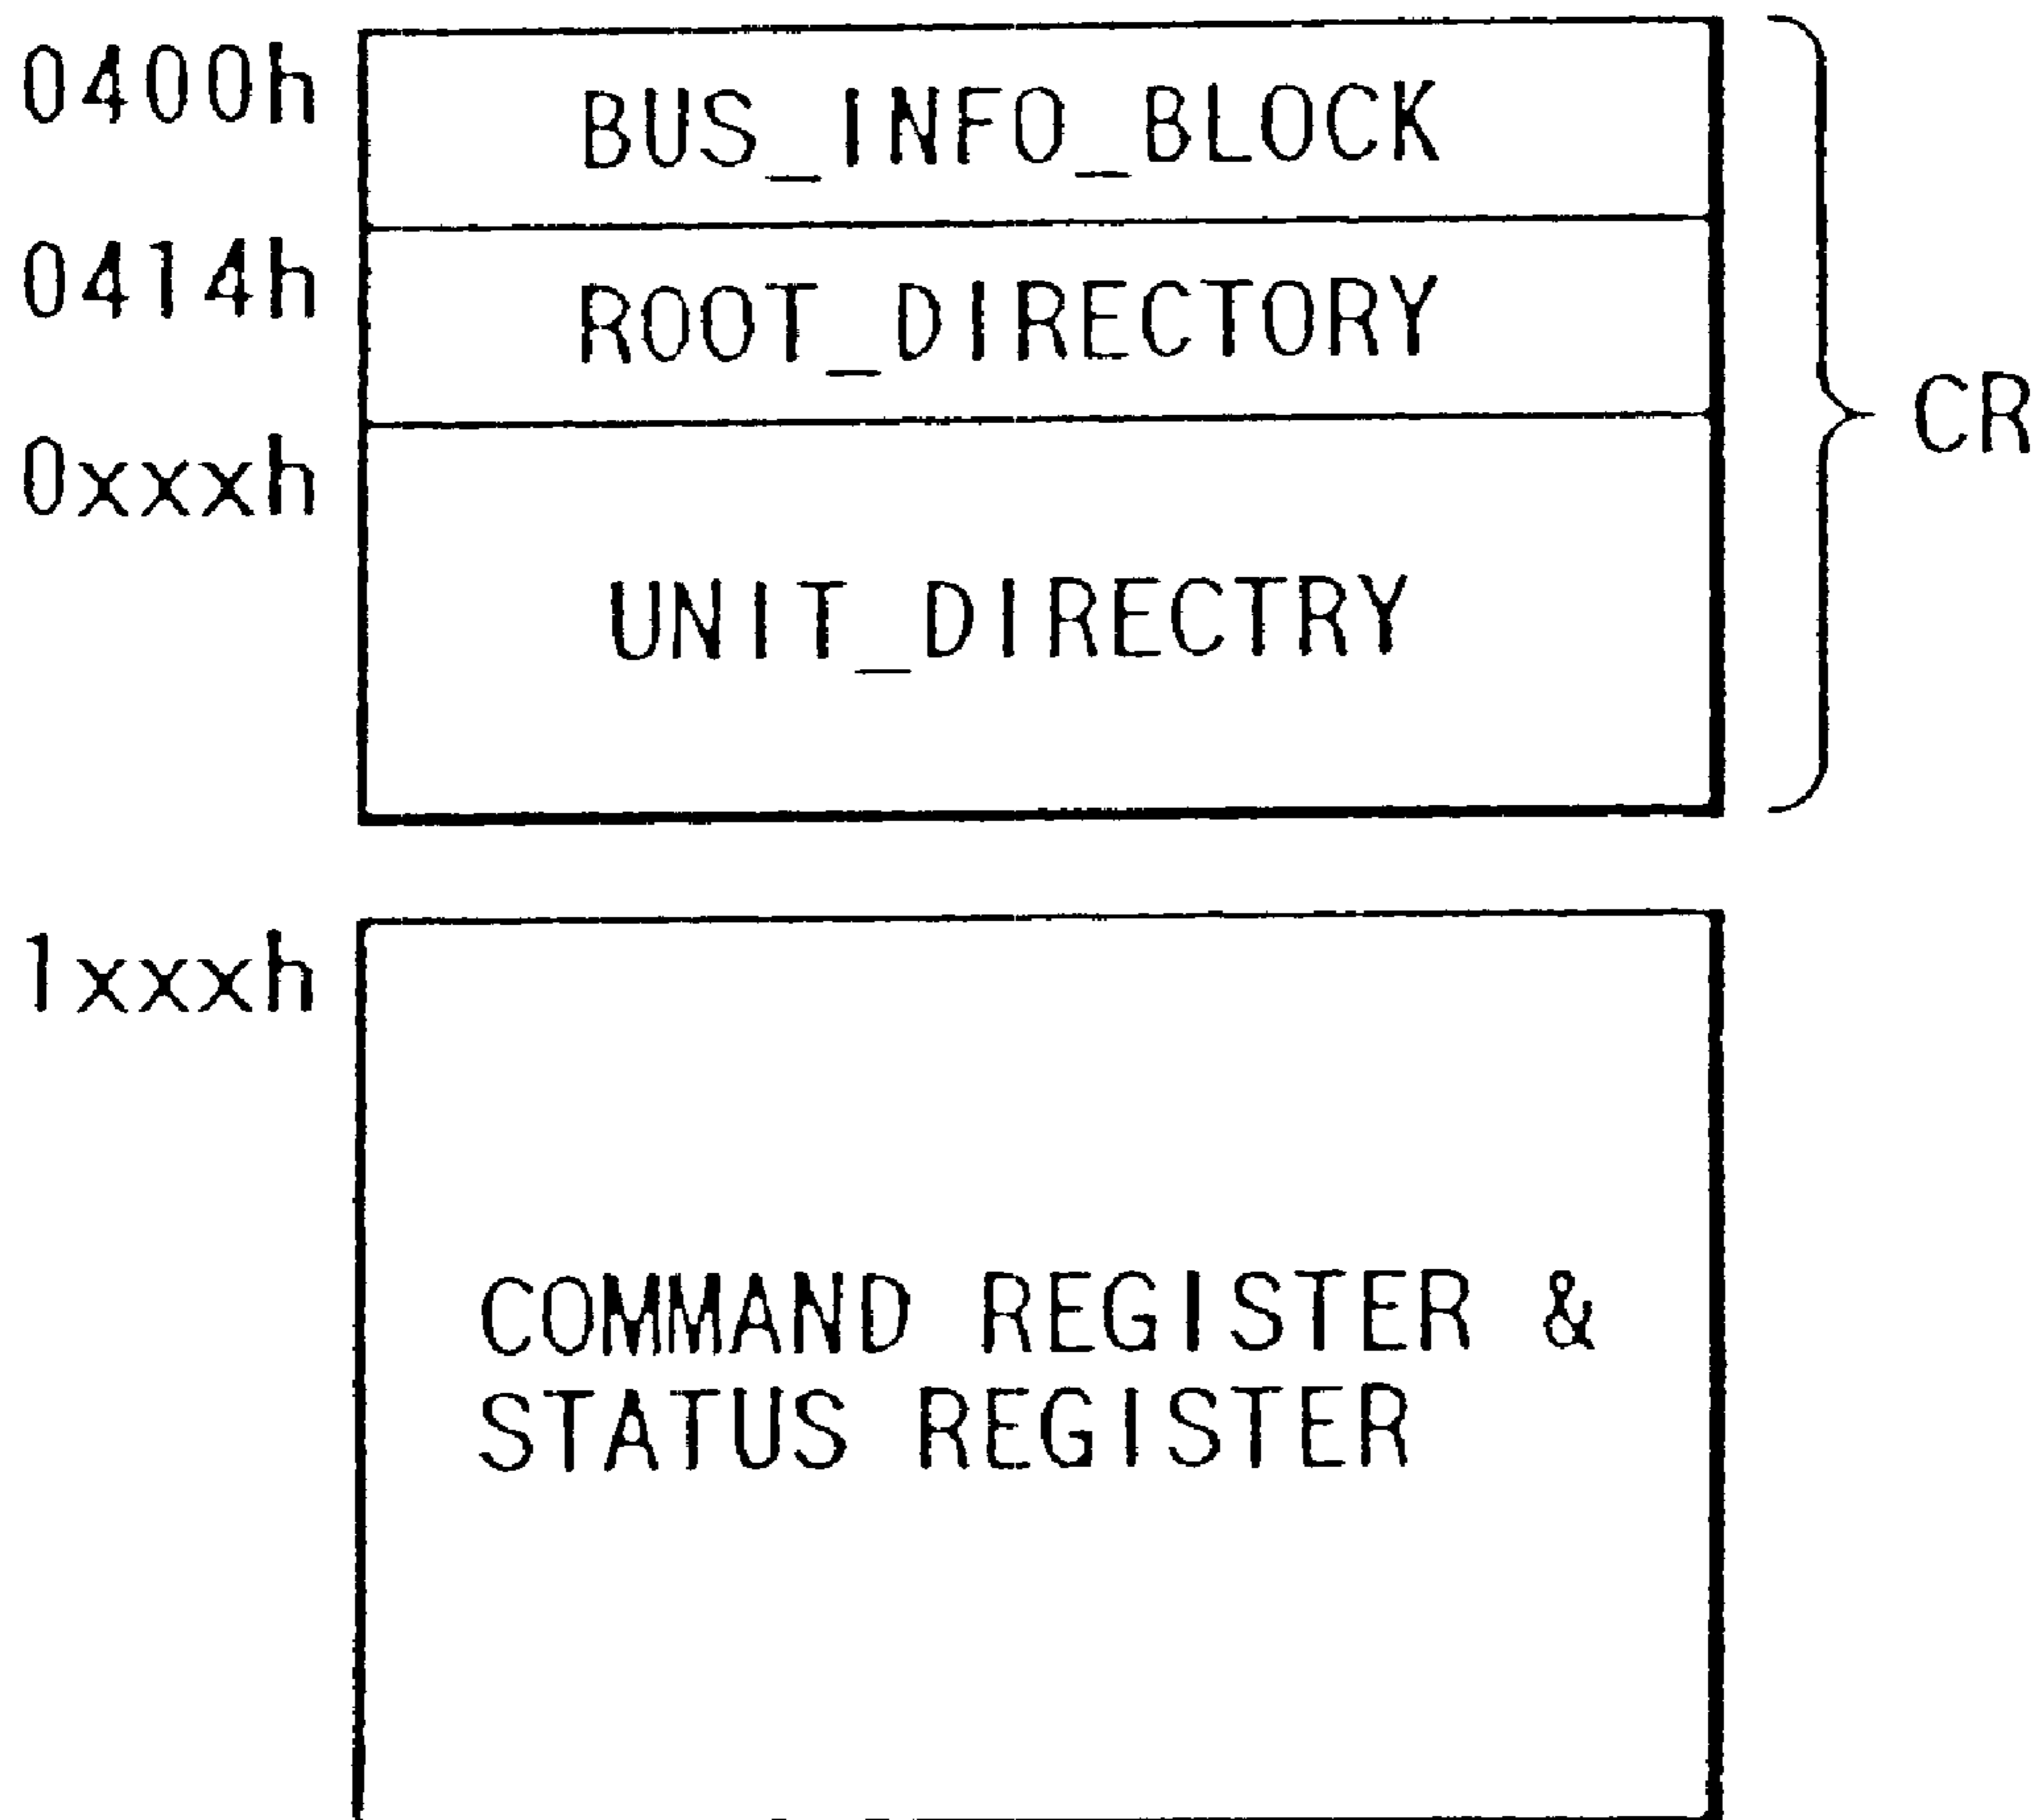 0400h BUS_INFO_BLOCK
0414h ROOT_DIRECTORY
CR
0xxxh
UNIT_DIRECTRY
1xxxh
COMMAND REGISTER &
STATUS REGISTER